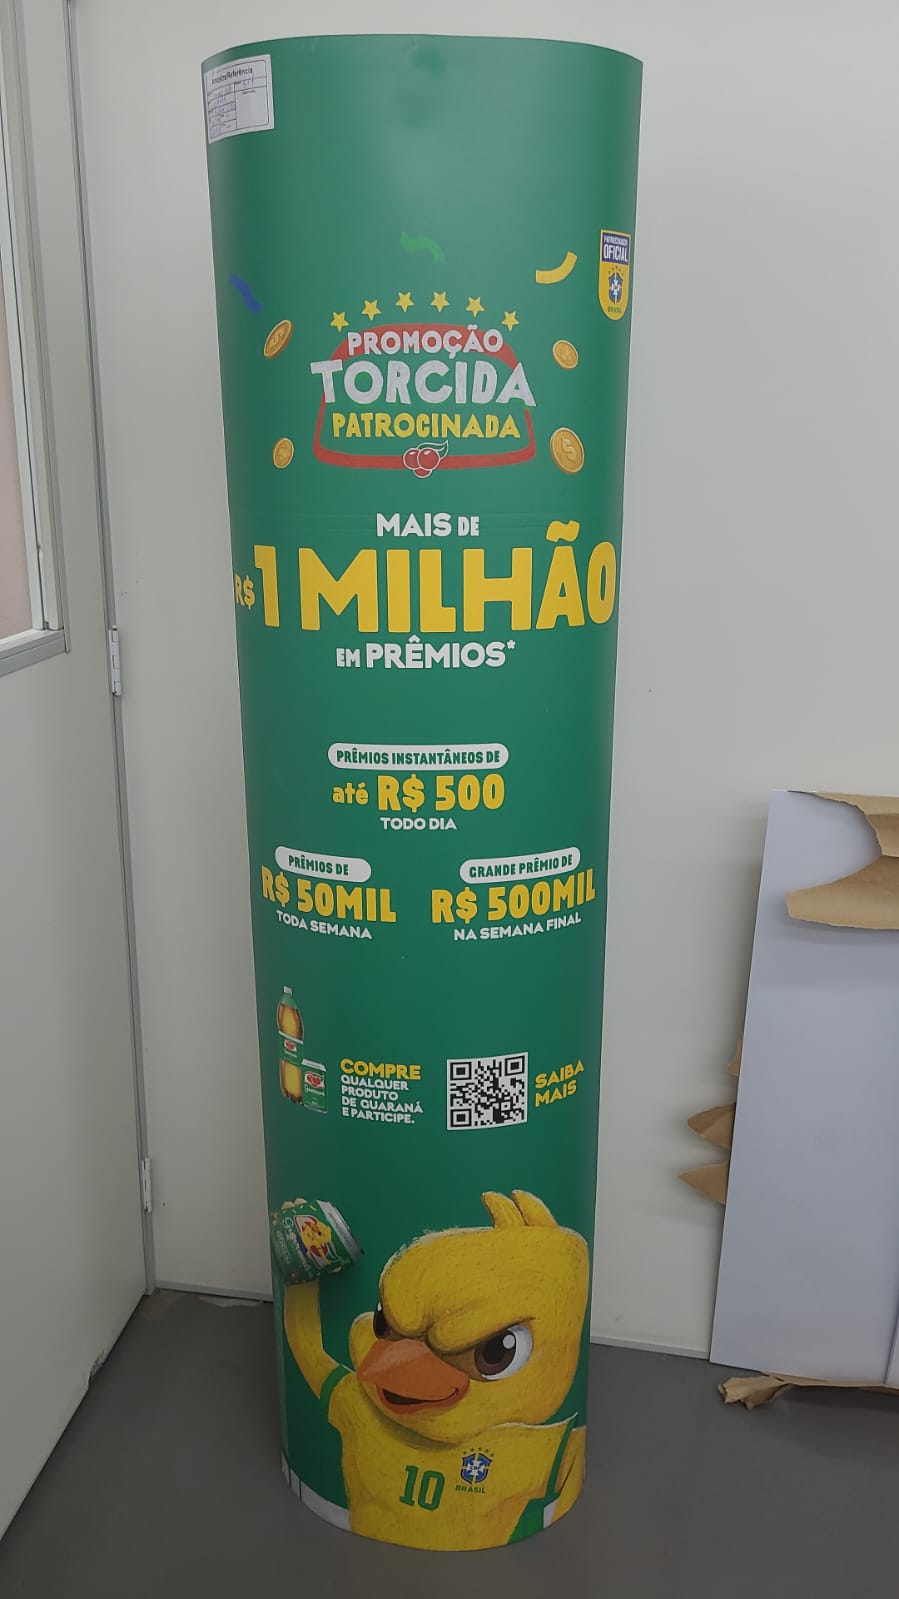 Amostra/Referência
PATROCINADOR
OFICIAL
BRASIL
PROMOÇÃO
TORCIDA
PATROCINADA
MAIS DE
R$ 1 MILHÃO
EM PRÊMIOS*
PRÊMIOS INSTANTÂNEOS DE
até R$ 500
TODO DIA
PRÊMIOS DE
R$ 50MIL
TODA SEMANA
GRANDE PRÊMIO DE
R$ 500MIL
NA SEMANA FINAL
COMPRE
QUALQUER
PRODUTO
DE GUARANÁ
E PARTICIPE.
SAIBA
MAIS
10
BRASIL